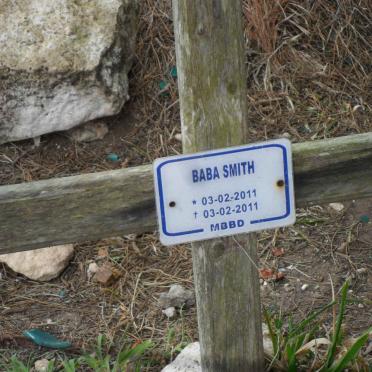 BABA SMITH
* 03-02-2011
† 03-02-2011
MBBD